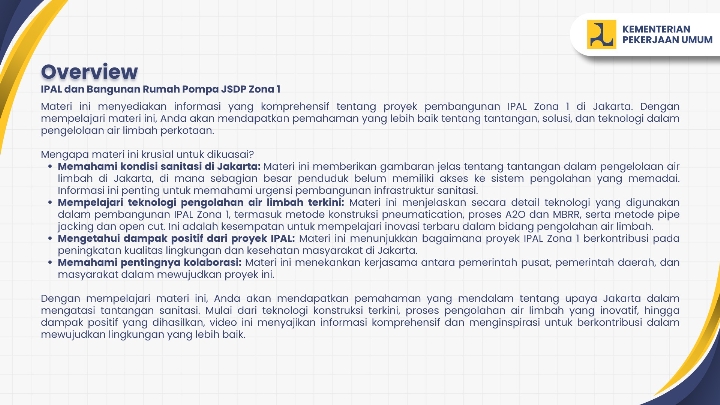 KEMENTERIAN
PEKERJAAN UMUM
Overview
IPAL dan Bangunan Rumah Pompa JSDP Zona 1
Materi ini menyediakan informasi yang komprehensif tentang proyek pembangunan IPAL Zona 1 di Jakarta. Dengan
mempelajari materi ini, Anda akan mendapatkan pemahaman yang lebih baik tentang tantangan, solusi, dan teknologi dalam
pengelolaan air limbah perkotaan.
Mengapa materi ini krusial untuk dikuasai?
• Memahami kondisi sanitasi di Jakarta: Materi ini memberikan gambaran jelas tentang tantangan dalam pengelolaan air
limbah di Jakarta, di mana sebagian besar penduduk belum memiliki akses ke sistem pengolahan yang memadai.
Informasi ini penting untuk memahami urgensi pembangunan infrastruktur sanitasi.
• Mempelajari teknologi pengolahan air limbah terkini: Materi ini menjelaskan secara detail teknologi yang digunakan
dalam pembangunan IPAL Zona 1, termasuk metode konstruksi pneumatication, proses A2O dan MBRR, serta metode pipe
jacking dan open cut. Ini adalah kesempatan untuk mempelajari inovasi terbaru dalam bidang pengolahan air limbah.
• Mengetahui dampak positif dari proyek IPAL: Materi ini menunjukkan bagaimana proyek IPAL Zona 1 berkontribusi pada
peningkatan kualitas lingkungan dan kesehatan masyarakat di Jakarta.
• Memahami pentingnya kolaborasi: Materi ini menekankan kerjasama antara pemerintah pusat, pemerintah daerah, dan
masyarakat dalam mewujudkan proyek ini.
Dengan mempelajari materi ini, Anda akan mendapatkan pemahaman yang mendalam tentang upaya Jakarta dalam
mengatasi tantangan sanitasi. Mulai dari teknologi konstruksi terkini, proses pengolahan air limbah yang inovatif, hingga
dampak positif yang dihasilkan, video ini menyajikan informasi komprehensif dan menginspirasi untuk berkontribusi dalam
mewujudkan lingkungan yang lebih baik.